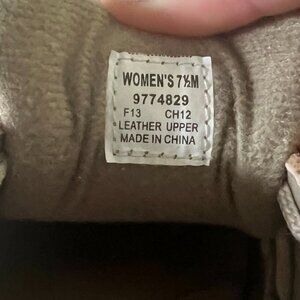 WOMEN'S 7½M
9774829
F13 CH12
LEATHER UPPER
MADE IN CHINA